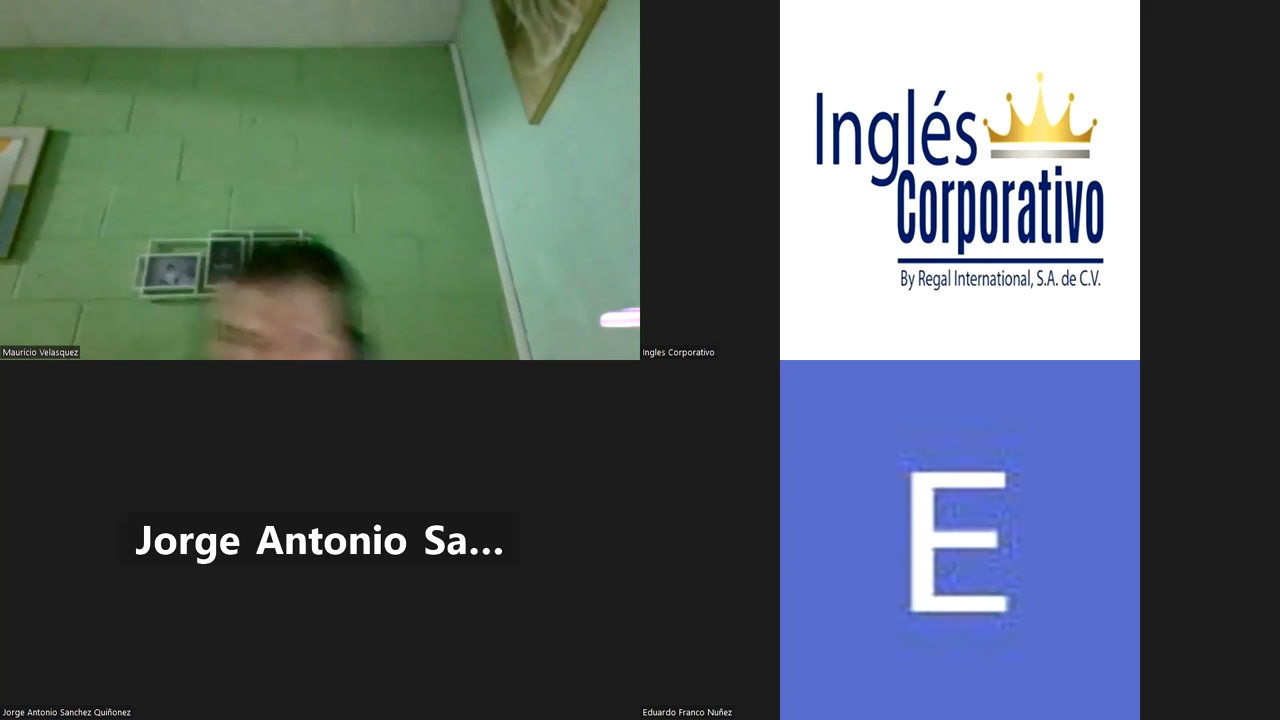 Inglés
Corporativo
By Regal International, S.A. de C.V.
Mauricio Velasquez
Ingles Corporativo
Jorge Antonio Sa...
E
Jorge Antonio Sanchez Quiñonez
Eduardo Franco Nuñez